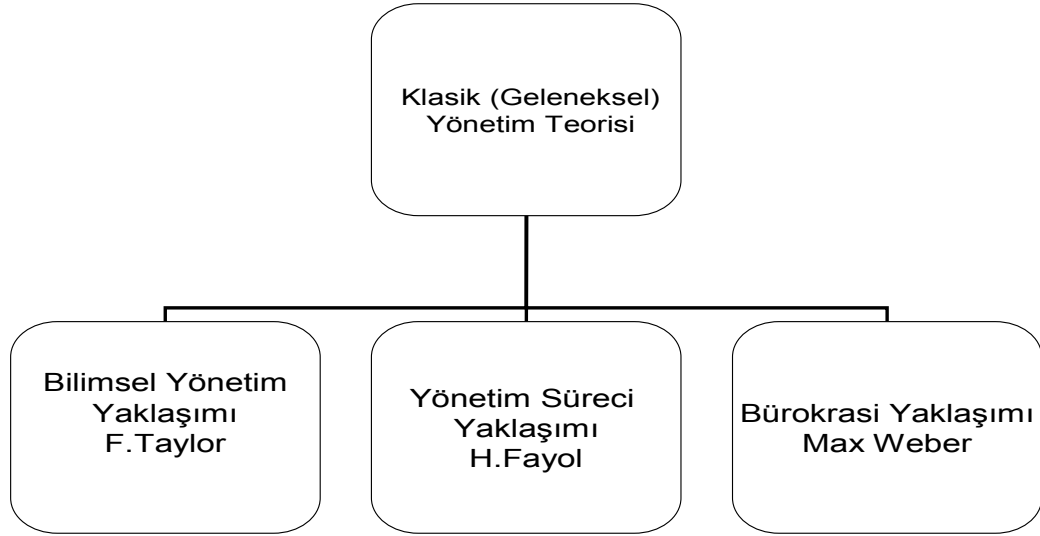 Klasik (Geleneksel)
Yönetim Teorisi
Bilimsel Yönetim
Yaklaşımı
F.Taylor
Yönetim Süreci
Yaklaşımı
H.Fayol
Bürokrasi Yaklaşımı
Max Weber